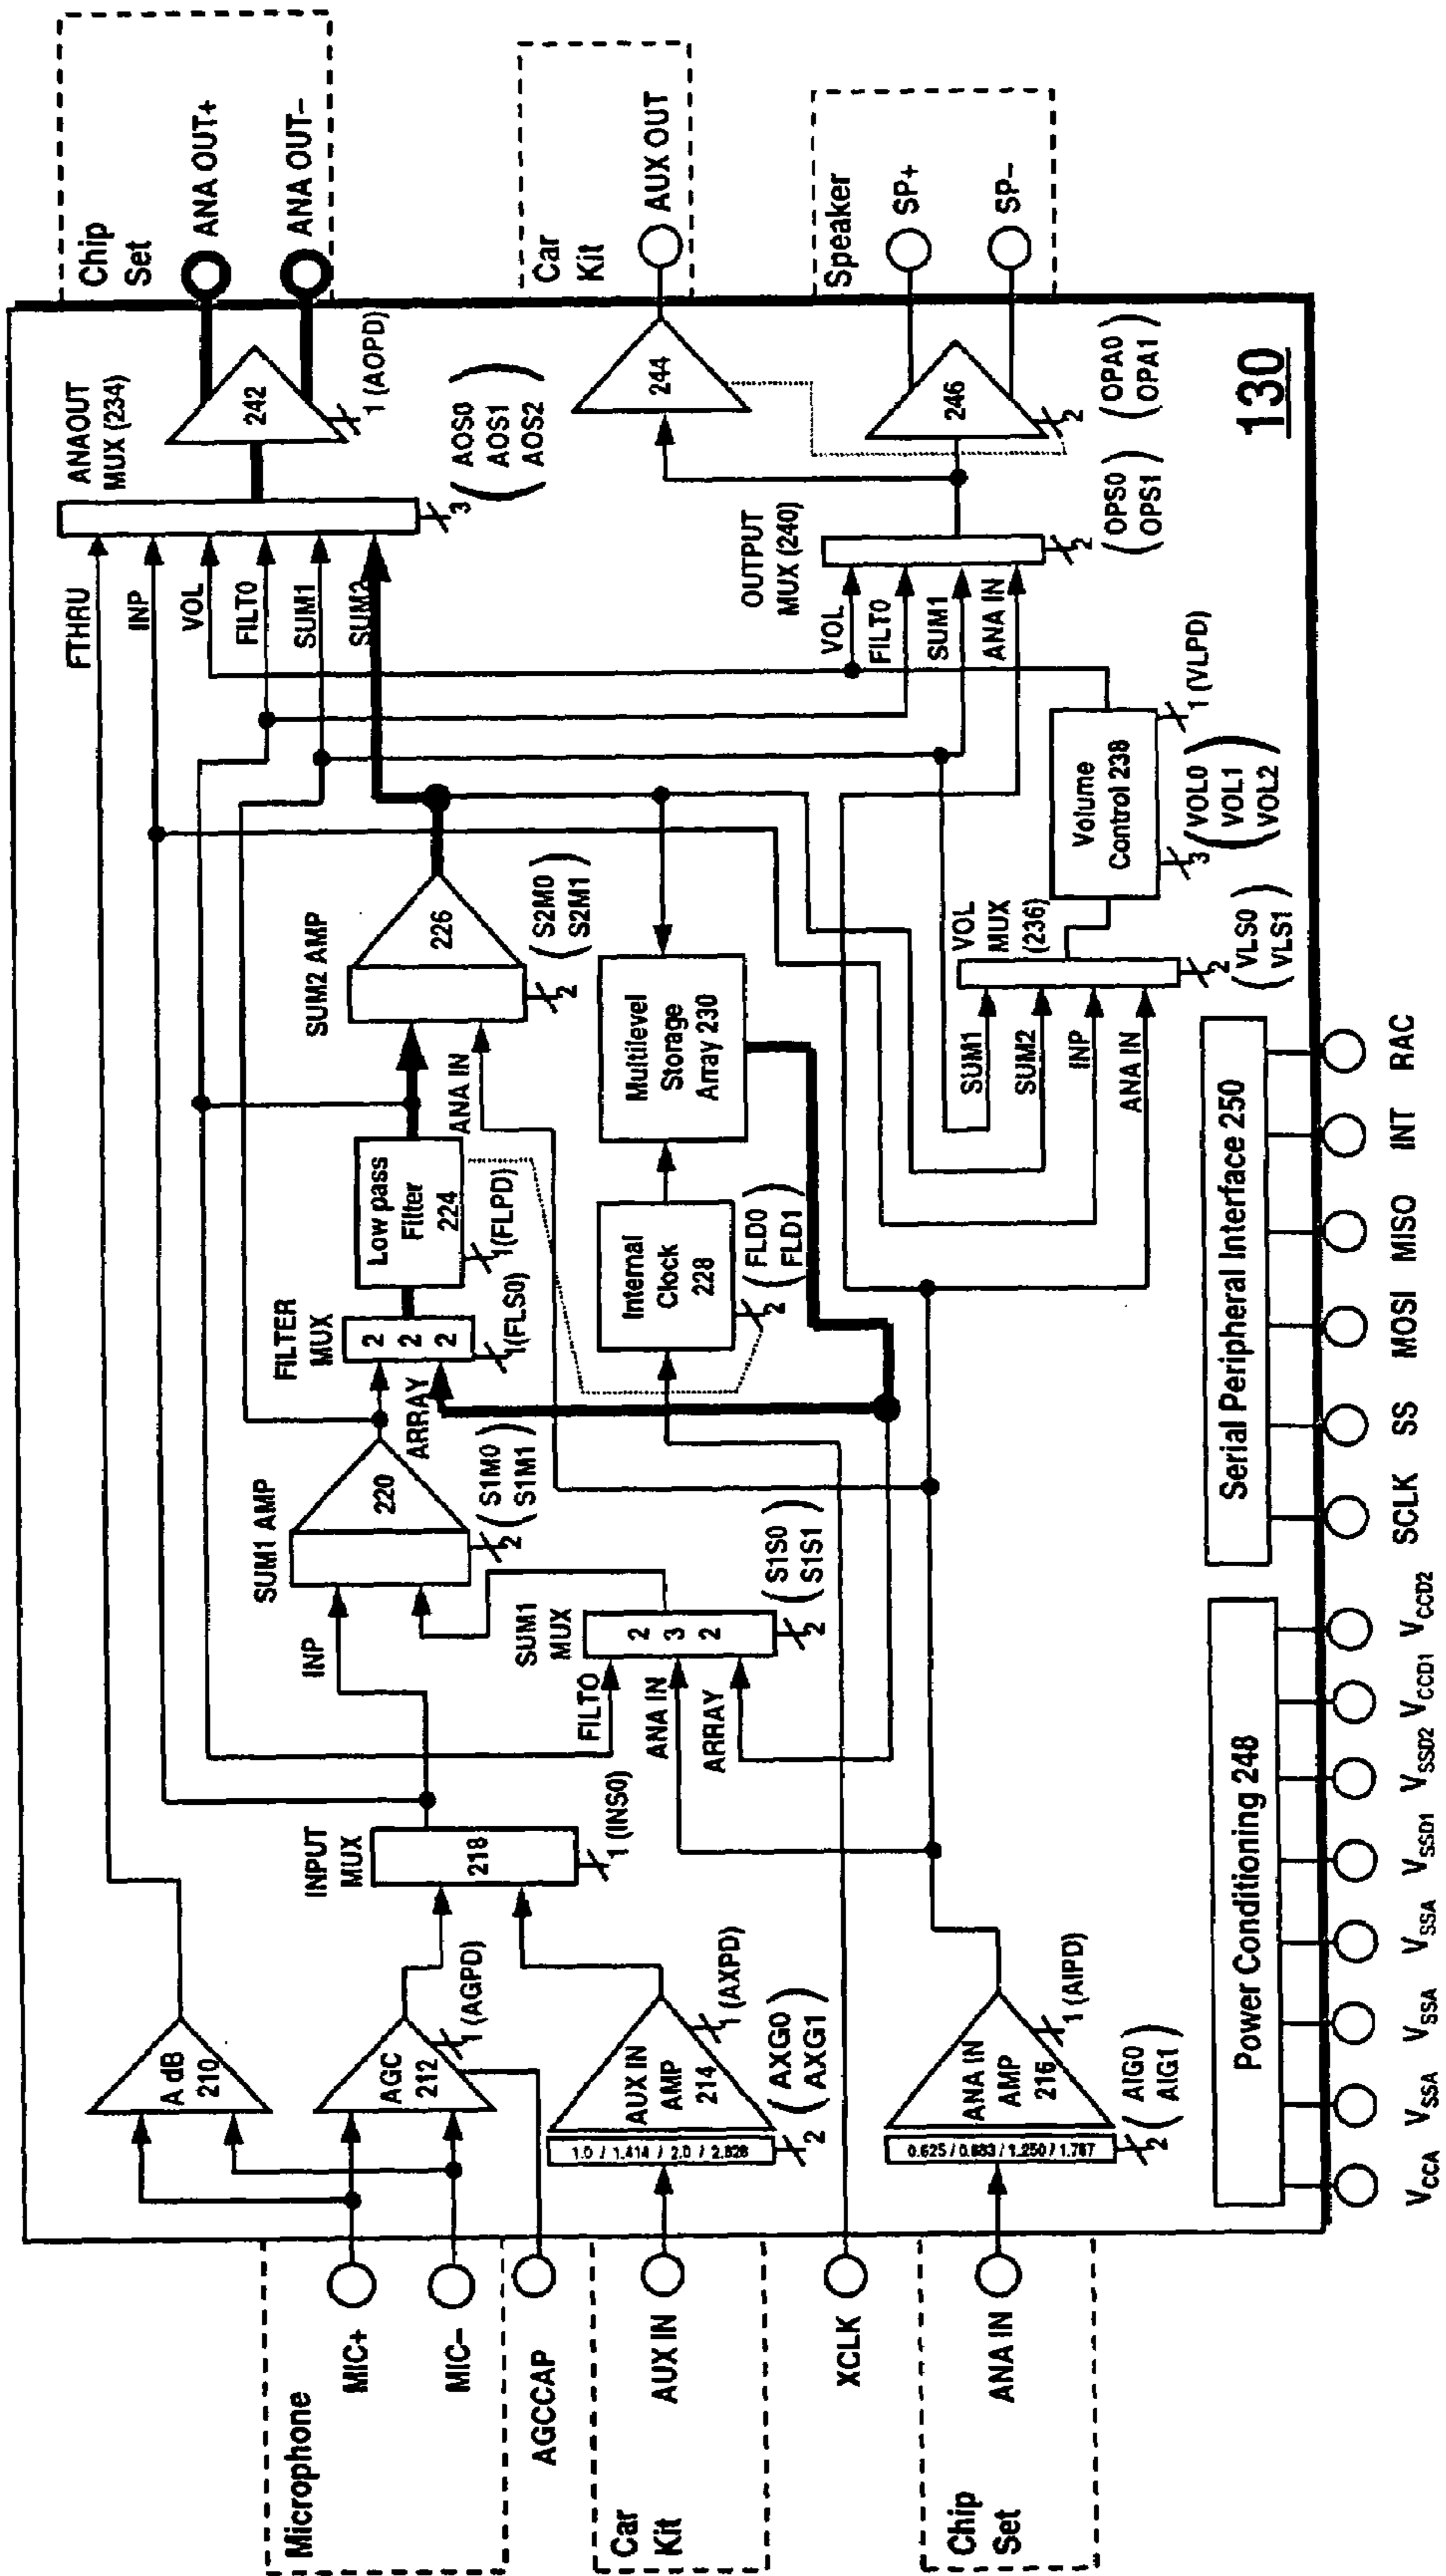 Microphone
MIC+
MIC–
AGCCAP
Car
Kit
AUX IN
XCLK
Chip
Set
ANA IN
A dB
210
AGC
212
1 (AGPD)
AUX IN
AMP
214
1.0 / 1.414 / 2.0 / 2.828
1 (AXPD)
2 (AXG0
AXG1)
ANA IN
AMP
216
0.625 / 0.883 / 1.250 / 1.767
1 (AIPD)
2 (AIG0
AIG1)
INPUT
MUX
218
1 (INS0)
INP
FILTO
ANA IN
ARRAY
SUM1
MUX
2
3
2
2
(S1S0
S1S1)
SUM1 AMP
220
2 (S1M0
S1M1)
ARRAY
FILTER
MUX
2
2
2
1(FLS0)
Low pass
Filter
224
1(FLPD)
Internal
Clock
228
2
(FLD0
FLD1)
ANA IN
SUM2 AMP
226
2
(S2M0
S2M1)
Multilevel
Storage
Array 230
SUM1
SUM2
INP
ANA IN
VOL
MUX
(236)
2
(VLS0
VLS1)
Volume
Control 238
3 (VOL0
VOL1
VOL2)
1 (VLPD)
FTHRU
INP
VOL
FILT0
SUM1
SUM2
ANAOUT
MUX (234)
3
(AOS0
AOS1
AOS2)
VOL
FILT0
SUM1
ANA IN
OUTPUT
MUX (240)
2
(OPS0
OPS1)
242
1 (AOPD)
244
246
2
(OPA0
OPA1)
Chip
Set
ANA OUT+
ANA OUT–
Car
Kit
AUX OUT
Speaker
SP+
SP–
130
Power Conditioning 248
VCCA
VSSA
VSSA
VSSA
VSSD1
VSSD2
VCCD1
VCCD2
Serial Peripheral Interface 250
SCLK
SS
MOSI
MISO
INT
RAC